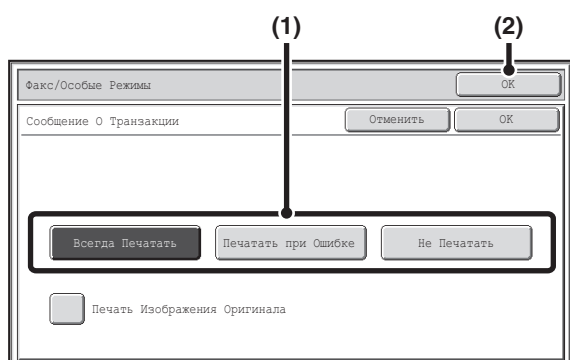 (1) (2)
Факс/Особые Режимы OK
Сообщение О Транзакции Отменить OK
Всегда Печатать Печатать при Ошибке Не Печатать
Печать Изображения Оригинала